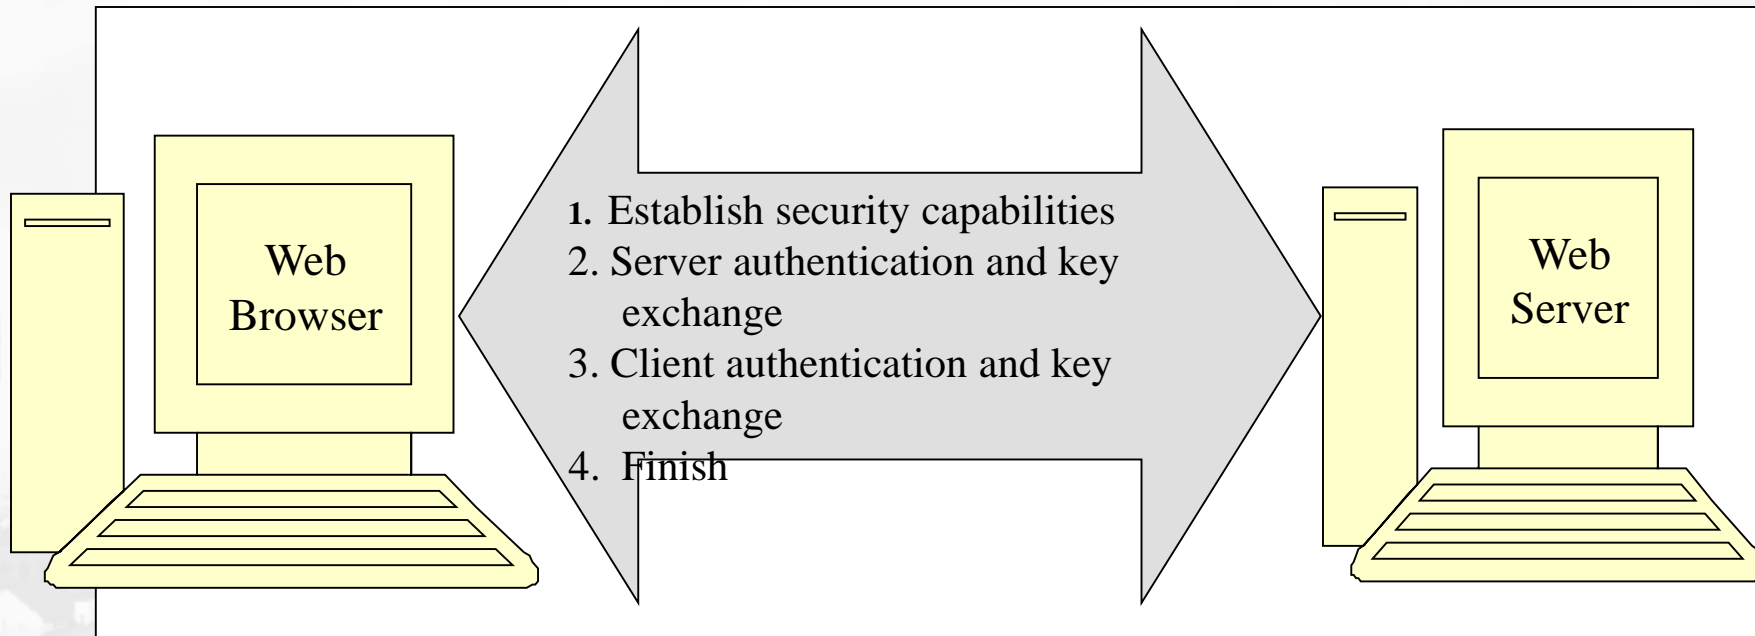 Web
Browser
1. Establish security capabilities
2. Server authentication and key
exchange
3. Client authentication and key
exchange
4. Finish
Web
Server